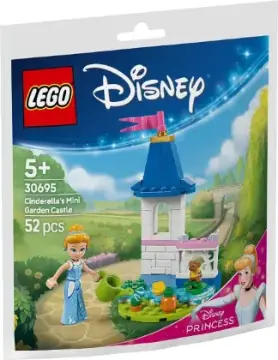 LEGO
Disney
5+
30695
Cinderella's Mini
Garden Castle
52 pcs
Disney
PRINCESS